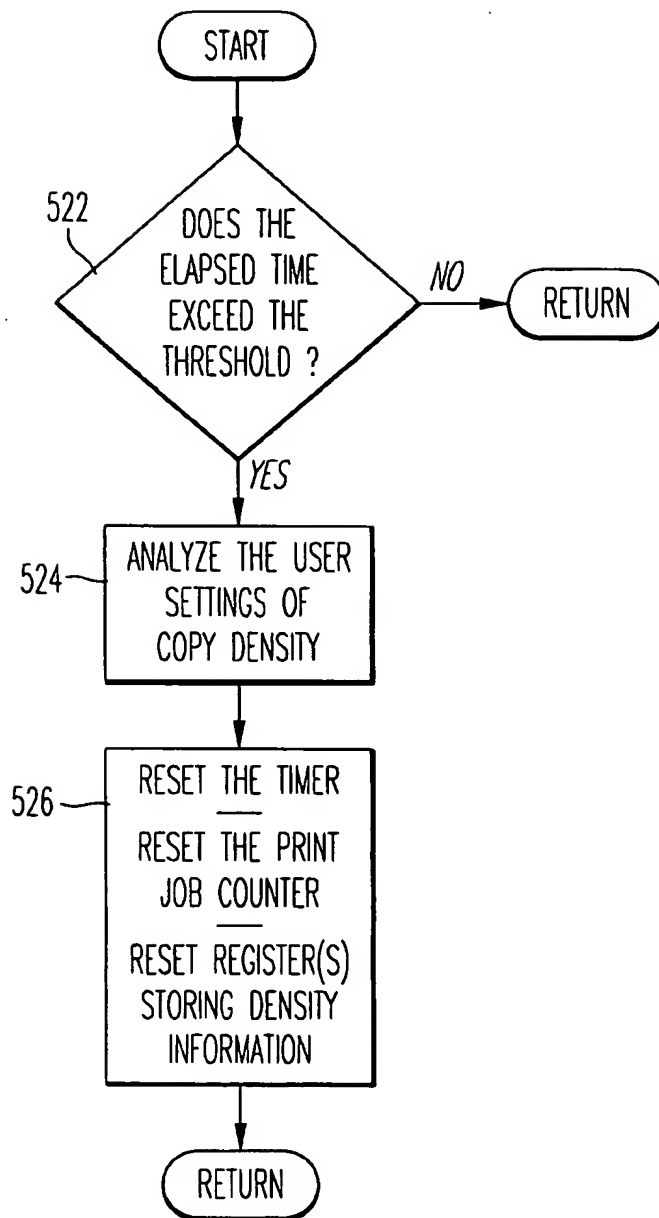 START
522
DOES THE
ELAPSED TIME
EXCEED THE
THRESHOLD ?
NO
RETURN
YES
524
ANALYZE THE USER
SETTINGS OF
COPY DENSITY
526
RESET THE TIMER
RESET THE PRINT
JOB COUNTER
RESET REGISTER(S)
STORING DENSITY
INFORMATION
RETURN